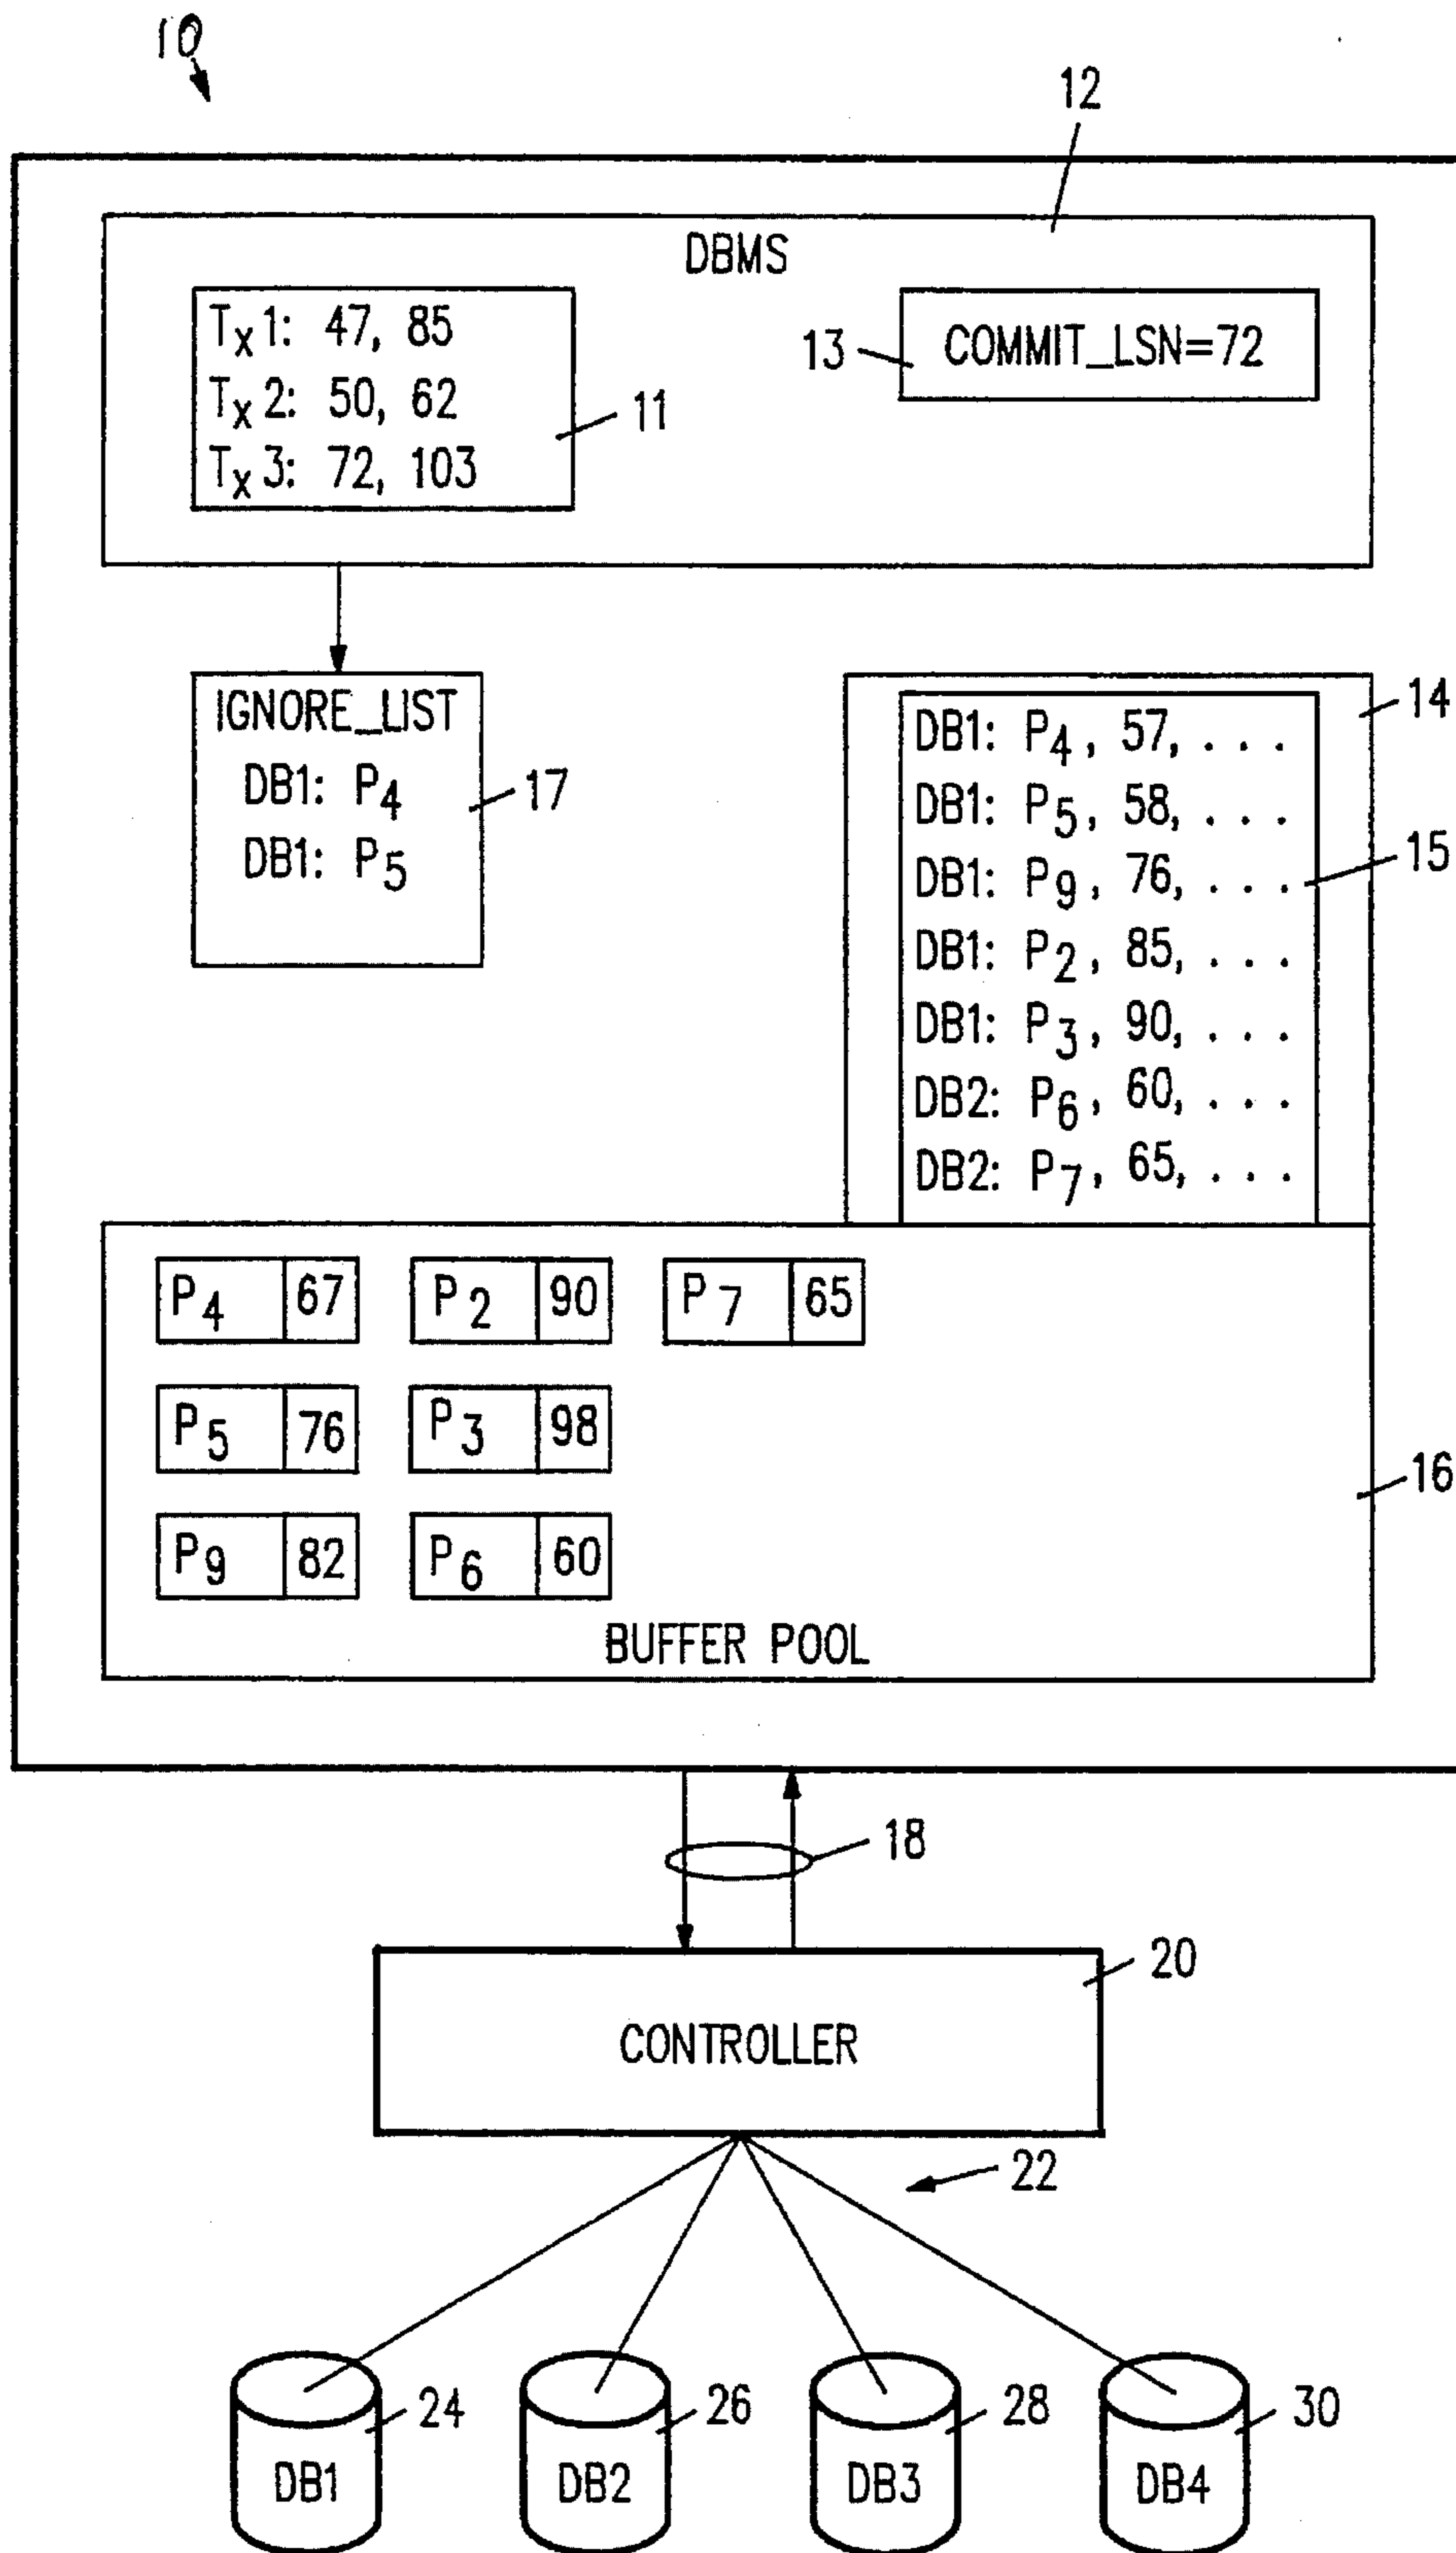 10
12
DBMS
Tx1: 47, 85
Tx2: 50, 62
Tx3: 72, 103
11
13
COMMIT_LSN=72
IGNORE_LIST
DB1: P4
DB1: P5
17
14
DB1: P4, 57, . . .
DB1: P5, 58, . . .
DB1: P9, 76, . . .
DB1: P2, 85, . . .
DB1: P3, 90, . . .
DB2: P6, 60, . . .
DB2: P7, 65, . . .
15
P4 67
P2 90
P7 65
P5 76
P3 98
P9 82
P6 60
16
BUFFER POOL
18
20
CONTROLLER
22
24
DB1
26
DB2
28
DB3
30
DB4